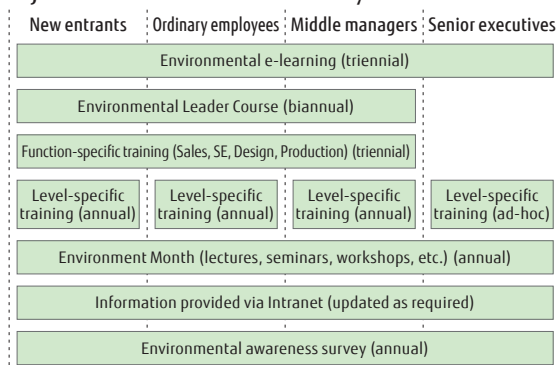 New entrants Ordinary employees Middle managers Senior executives
Environmental e-learning (triennial)
Environmental Leader Course (biannual)
Function-specific training (Sales, SE, Design, Production) (triennial)
Level-specific
training (annual)
Level-specific
training (annual)
Level-specific
training (annual)
Level-specific
training (ad-hoc)
Environment Month (lectures, seminars, workshops, etc.) (annual)
Information provided via Intranet (updated as required)
Environmental awareness survey (annual)